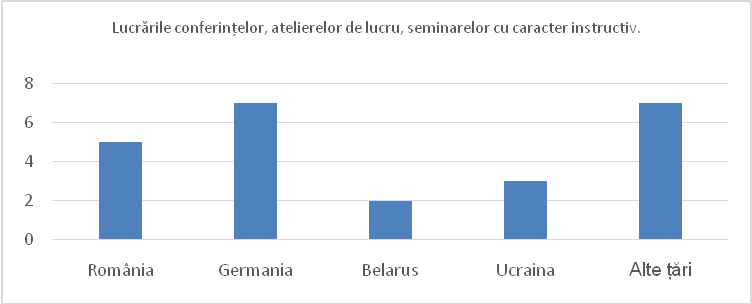 Lucrările conferințelor, atelierelor de lucru, seminarelor cu caracter instructiv.
8
6
4
2
0
România Germania Belarus Ucraina Alte țări